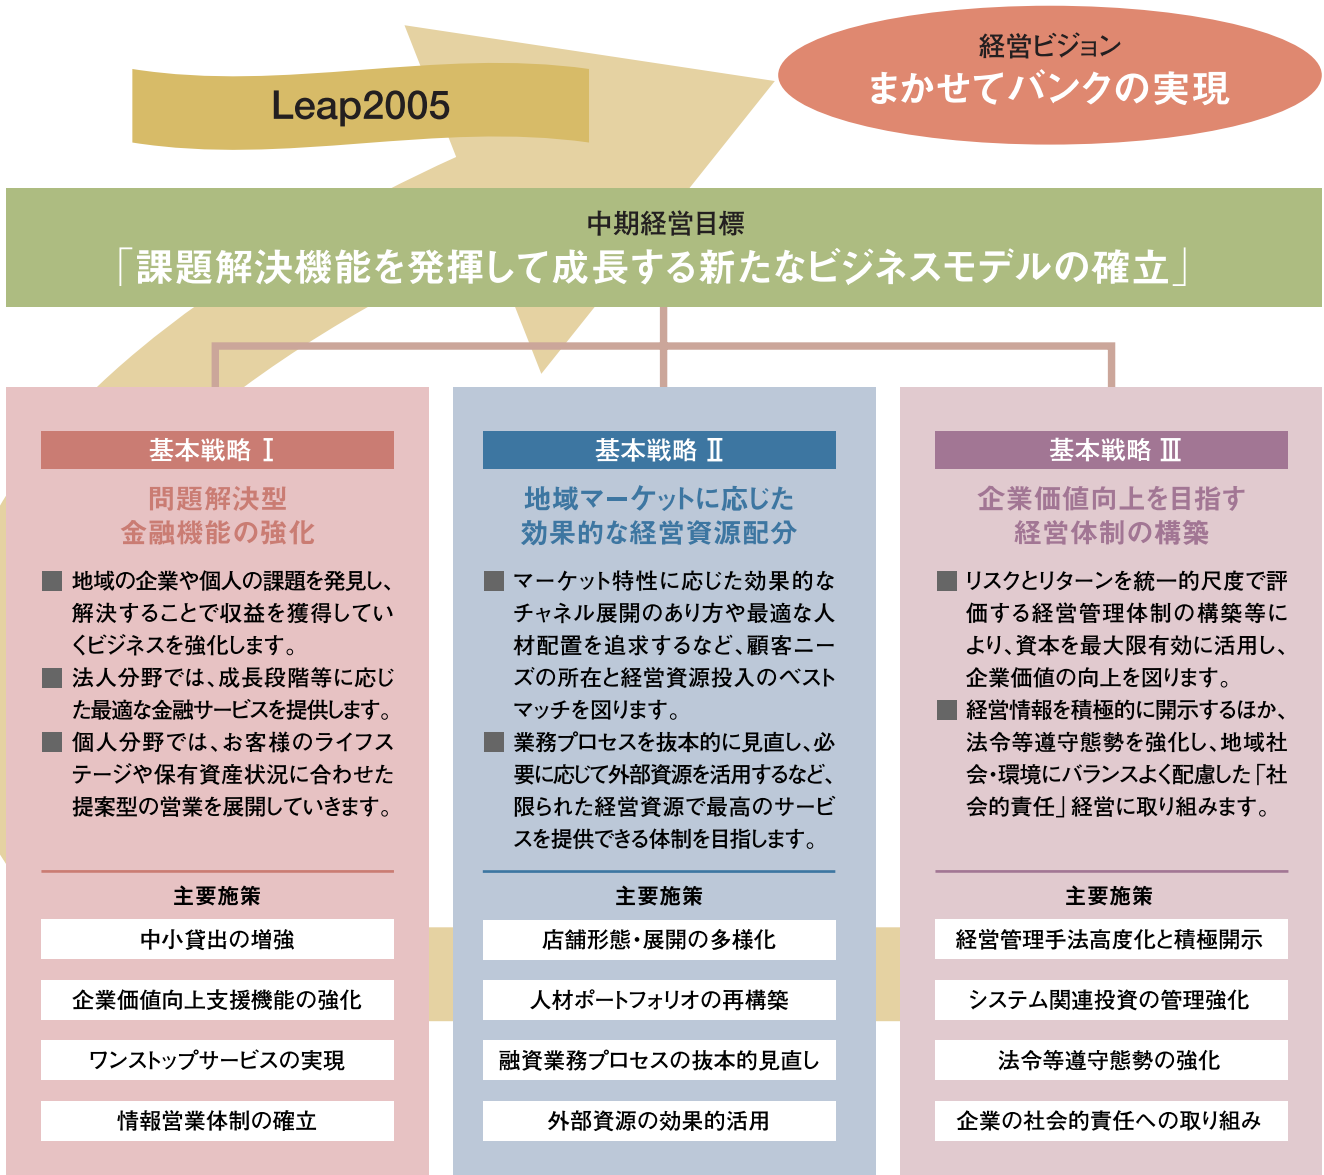 Leap2005
経営ビジョン
まかせてバンクの実現
中期経営目標
「課題解決機能を発揮して成長する新たなビジネスモデルの確立」
基本戦略 Ⅰ
問題解決型
金融機能の強化
■ 地域の企業や個人の課題を発見し、
解決することで収益を獲得してい
くビジネスを強化します。
■ 法人分野では、成長段階等に応じ
た最適な金融サービスを提供します。
■ 個人分野では、お客様のライフス
テージや保有資産状況に合わせた
提案型の営業を展開していきます。
主要施策
中小貸出の増強
企業価値向上支援機能の強化
ワンストップサービスの実現
情報営業体制の確立
基本戦略 Ⅱ
地域マーケットに応じた
効果的な経営資源配分
■ マーケット特性に応じた効果的な
チャネル展開のあり方や最適な人
材配置を追求するなど、顧客ニー
ズの所在と経営資源投入のベスト
マッチを図ります。
■ 業務プロセスを抜本的に見直し、必
要に応じて外部資源を活用するなど、
限られた経営資源で最高のサービ
スを提供できる体制を目指します。
主要施策
店舗形態・展開の多様化
人材ポートフォリオの再構築
融資業務プロセスの抜本的見直し
外部資源の効果的活用
基本戦略 Ⅲ
企業価値向上を目指す
経営体制の構築
■ リスクとリターンを統一的尺度で評
価する経営管理体制の構築等に
より、資本を最大限有効に活用し、
企業価値の向上を図ります。
■ 経営情報を積極的に開示するほか、
法令等遵守態勢を強化し、地域社
会・環境にバランスよく配慮した「社
会的責任」経営に取り組みます。
主要施策
経営管理手法高度化と積極開示
システム関連投資の管理強化
法令等遵守態勢の強化
企業の社会的責任への取り組み